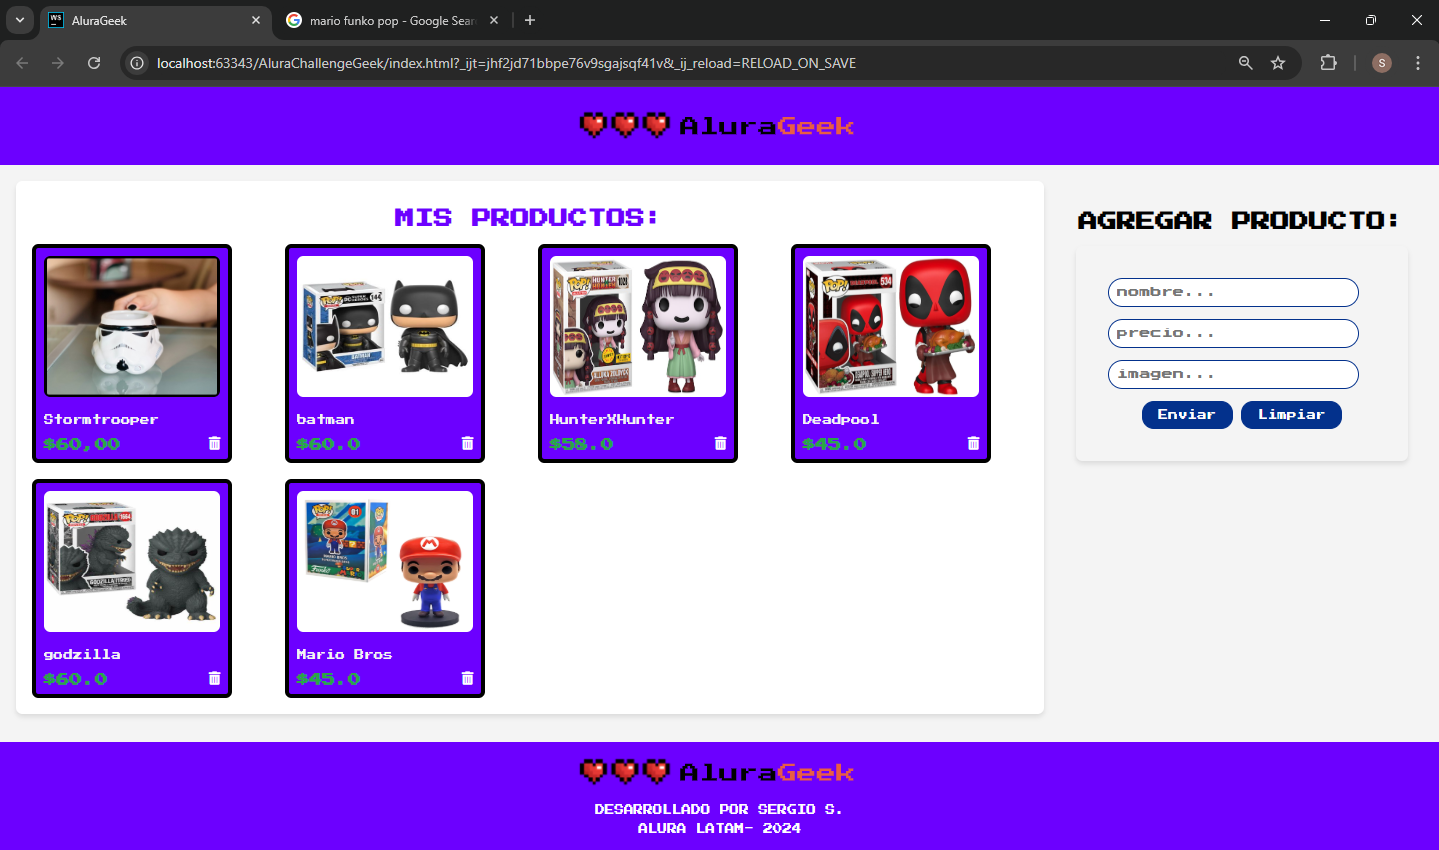 AluraGeek
mario funko pop - Google Sear
localhost:63343/AluraChallengeGeek/index.html?_ijt=jhf2jd71bbpe76v9sgajsqf41v&_ij_reload=RELOAD_ON_SAVE
S
AluraGeek
MIS PRODUCTOS:
Stormtrooper
$60,00
batman
$60.0
HunterXHunter
$58.0
Deadpool
$45.0
godzilla
$60.0
Mario Bros
$45.0
AGREGAR PRODUCTO:
nombre...
precio...
imagen...
Enviar Limpiar
AluraGeek
DESARROLLADO POR SERGIO S.
ALURA LATAM- 2024